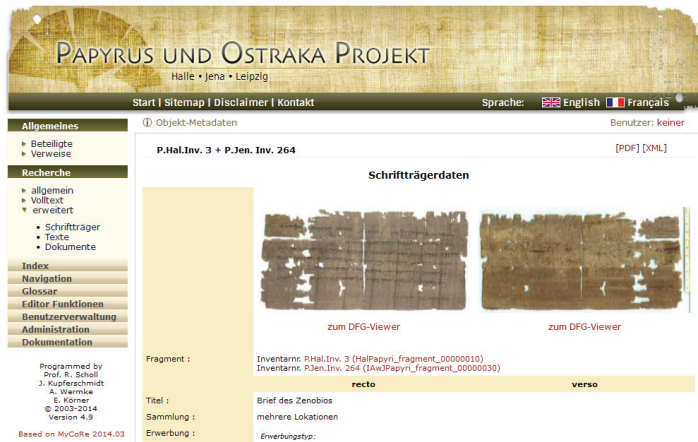 PAPYRUS UND OSTRAKA PROJEKT
Halle • Jena • Leipzig
Start | Sitemap | Disclaimer | Kontakt
Sprache: English Français
Allgemeines
Beteiligte
Verweise
Recherche
allgemein
Volltext
erweitert
• Schriftträger
• Texte
• Dokumente
Index
Navigation
Glossar
Editor Funktionen
Benutzerverwaltung
Administration
Dokumentation
Programmed by
Prof. R. Scholl
J. Kupferschmidt
A. Wermke
E. Körner
© 2003-2014
Version 4.9
Based on MyCoRe 2014.03
Objekt-Metadaten
Benutzer: keiner
P.Hal.Inv. 3 + P.Jen. Inv. 264
[PDF] [XML]
Schriftträgerdaten
zum DFG-Viewer
zum DFG-Viewer
Fragment :
Inventarnr. P.Hal.Inv. 3 (HalPapyri_fragment_00000010)
Inventarnr. P.Jen.Inv. 264 (IAwJPapyri_fragment_00000030)
recto verso
Titel : Brief des Zenobios
Sammlung : mehrere Lokationen
Erwerbung : Erwerbungstyp: